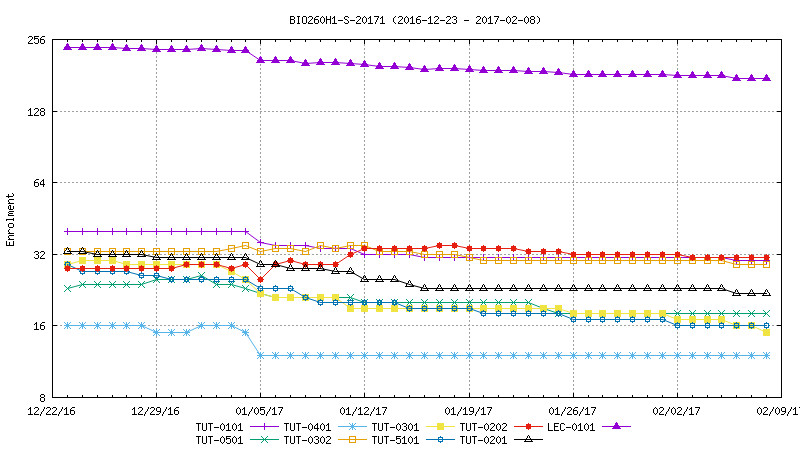 BIO260H1-S-20171 (2016-12-23 - 2017-02-08)
256
128
64
32
16
8
Enrolment
12/22/16 12/29/16 01/05/17 01/12/17 01/19/17 01/26/17 02/02/17 02/09/17
TUT-0101 TUT-0401 TUT-0301 TUT-0202 LEC-0101
TUT-0501 TUT-0302 TUT-5101 TUT-0201